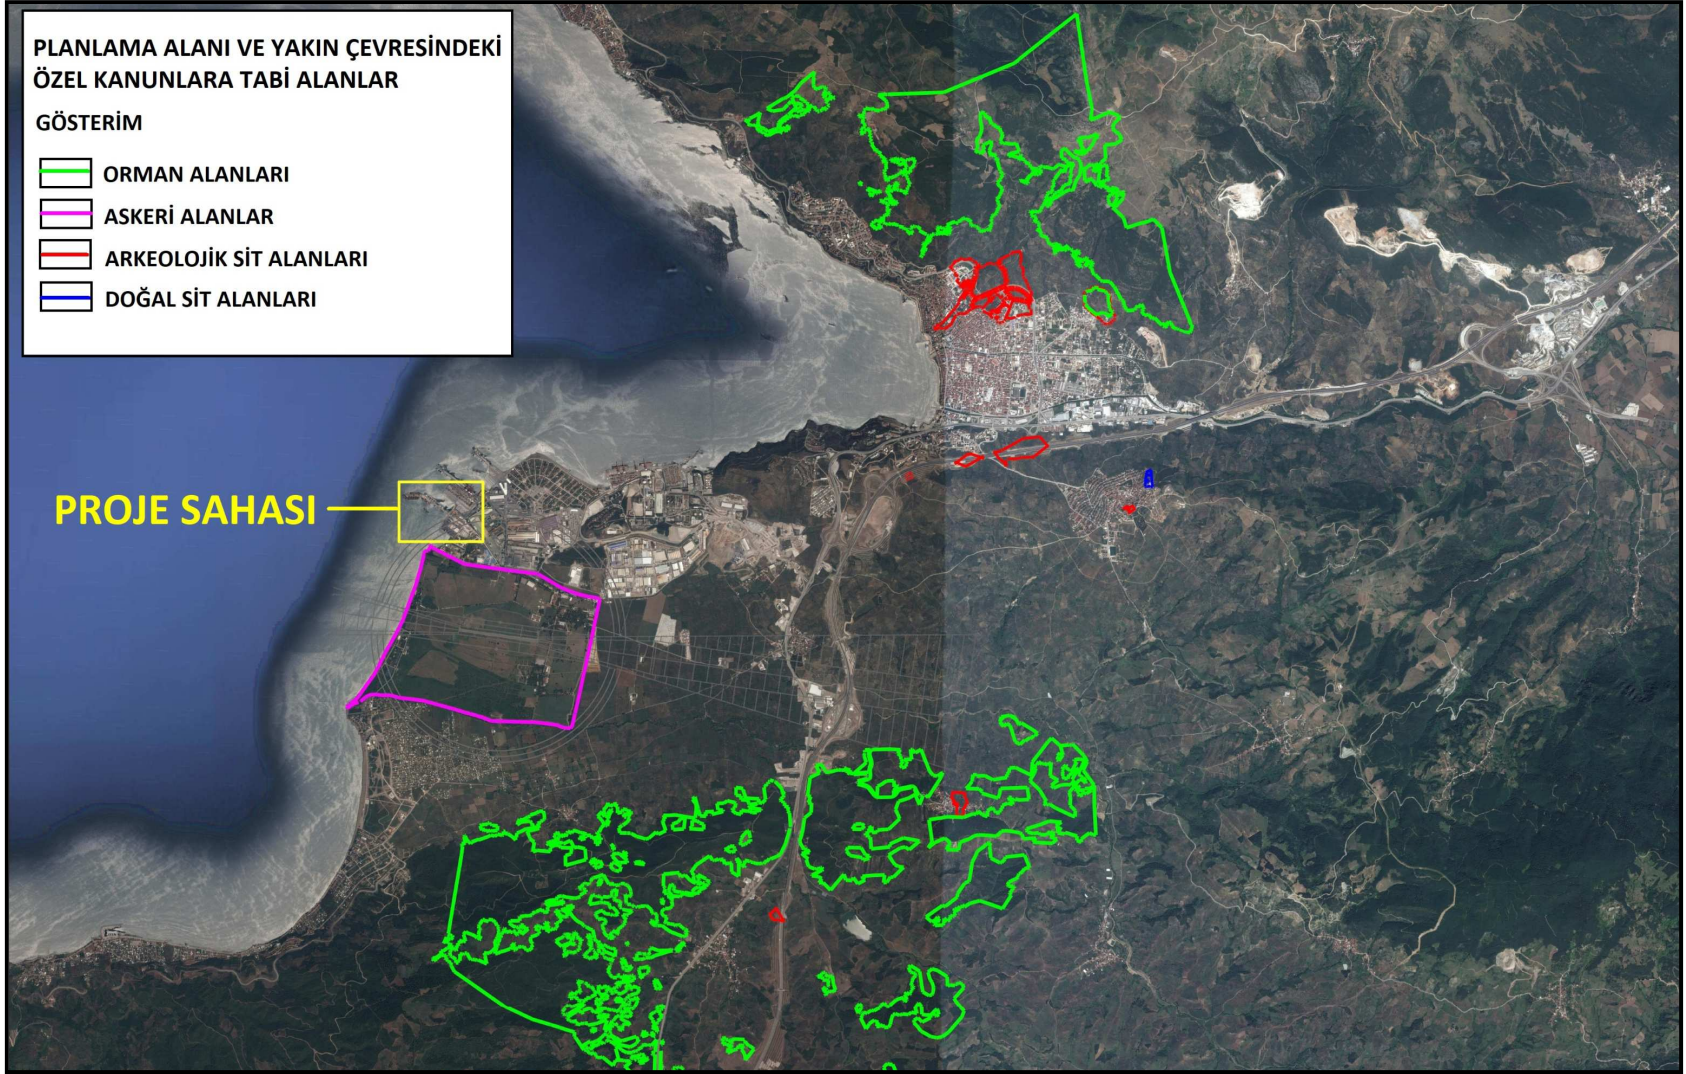 PLANLAMA ALANI VE YAKIN ÇEVRESİNDEKİ
ÖZEL KANUNLARA TABİ ALANLAR
GÖSTERİM
ORMAN ALANLARI
ASKERİ ALANLAR
ARKEOLOJİK SİT ALANLARI
DOĞAL SİT ALANLARI
PROJE SAHASI